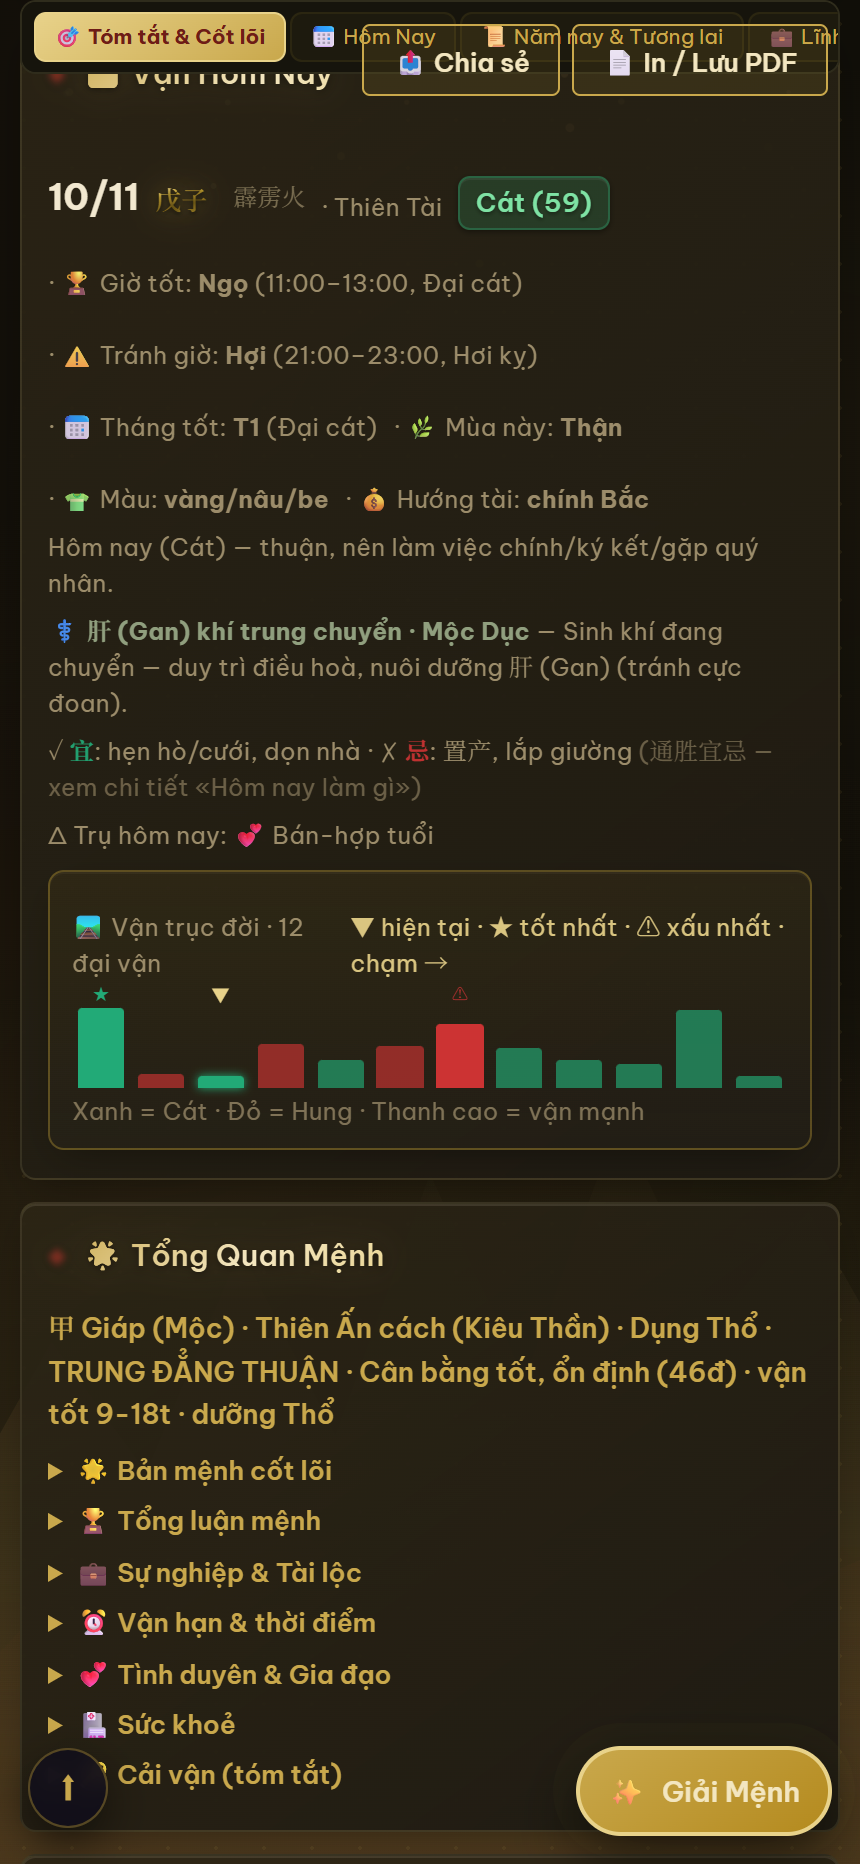 🎯 Tóm tắt & Cốt lõi
Hôm Nay
Năm nay & Tương lai
Lĩnh
Chia sẻ
In / Lưu PDF
Vận Hôm Nay
10/11 戊子 霹雳火 · Thiên Tài Cát (59)
· 🏆 Giờ tốt: Ngọ (11:00–13:00, Đại cát)
· ⚠ Tránh giờ: Hợi (21:00–23:00, Hơi kỵ)
· Tháng tốt: T1 (Đại cát) · 🌿 Mùa này: Thận
· Màu: vàng/nâu/be · 💰 Hướng tài: chính Bắc
Hôm nay (Cát) — thuận, nên làm việc chính/ký kết/gặp quý
nhân.
⚕ 肝 (Gan) khí trung chuyển · Mộc Dục — Sinh khí đang
chuyển — duy trì điều hoà, nuôi dưỡng 肝 (Gan) (tránh cực
đoan).
√ 宜: hẹn hò/cưới, dọn nhà · ☓ 忌: 置产, lắp giường (通胜宜忌 —
xem chi tiết «Hôm nay làm gì»)
△ Trụ hôm nay: 💕 Bán-hợp tuổi
Vận trục đời · 12
đại vận
▼ hiện tại · ★ tốt nhất · ⚠ xấu nhất ·
chạm →
★ ▼ ⚠
Xanh = Cát · Đỏ = Hung · Thanh cao = vận mạnh
🌟 Tổng Quan Mệnh
甲 Giáp (Mộc) · Thiên Ấn cách (Kiêu Thần) · Dụng Thổ ·
TRUNG ĐẲNG THUẬN · Cân bằng tốt, ổn định (46đ) · vận
tốt 9-18t · dưỡng Thổ
▶ 🌟 Bản mệnh cốt lõi
▶ 🏆 Tổng luận mệnh
▶ 💼 Sự nghiệp & Tài lộc
▶ ⏰ Vận hạn & thời điểm
▶ 💕 Tình duyên & Gia đạo
▶ 🏥 Sức khoẻ
Cải vận (tóm tắt)
⬆
✨ Giải Mệnh